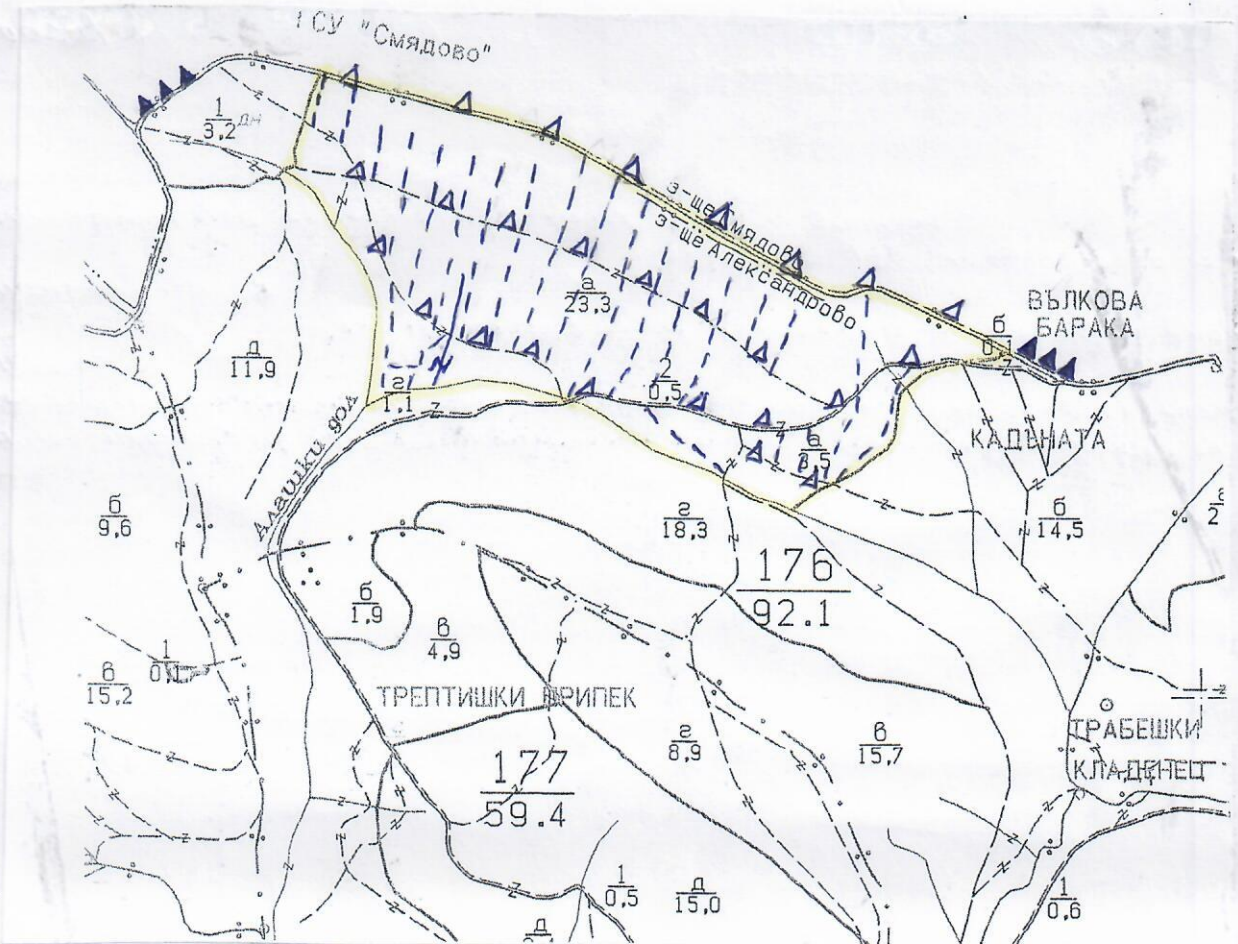 СУ "Смядово"
1
3,2 дн
з-ще Смядово
з-ще Александрово
а
23,3
ВЪЛКОВА
БАРАКА
б
0,1
д
11,9
г
1,1
2
0,5
в
3,5
КАДЪНАТА
Алашки дол
б
9,6
г
18,3
б
14,5
176
92.1
б
1,9
в
4,9
1
0,1
в
15,2
ТРЕПТИШКИ ПРИПЕК
г
8,9
в
15,7
ТРАБЕШКИ
КЛАДЕНЕЦ
177
59.4
1
0,5
д
15,0
1
0,6